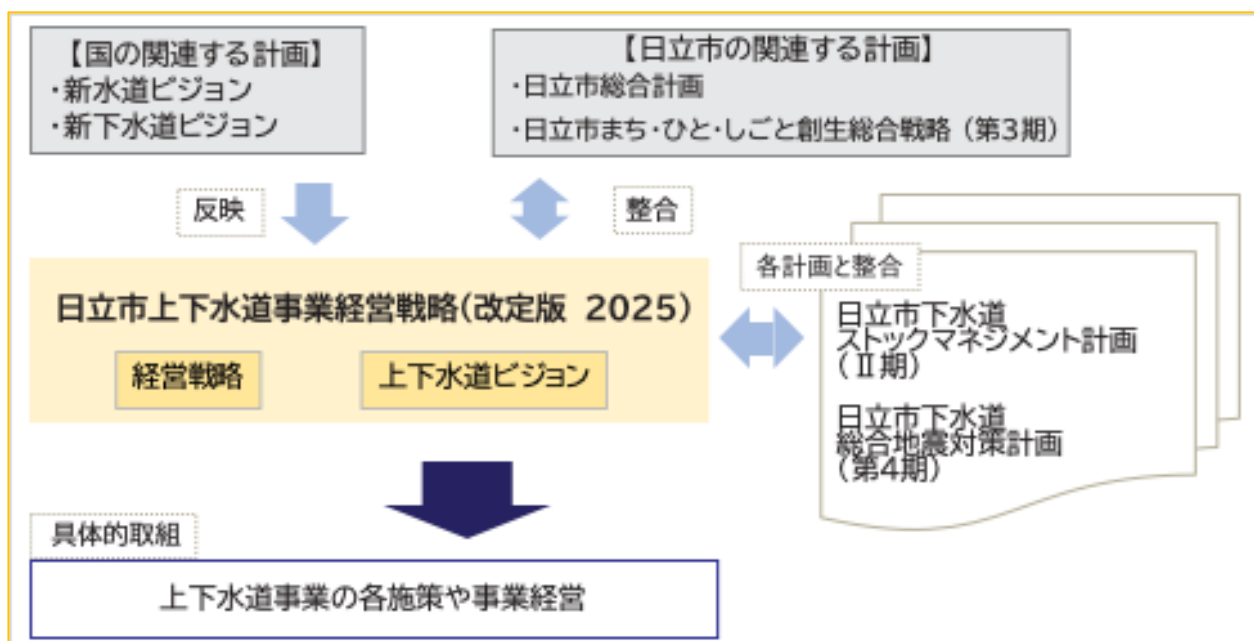 【国の関連する計画】
・新水道ビジョン
・新下水道ビジョン
【日立市の関連する計画】
・日立市総合計画
・日立市まち・ひと・しごと創生総合戦略（第3期）
反映
整合
各計画と整合
日立市上下水道事業経営戦略(改定版 2025)
経営戦略
上下水道ビジョン
日立市下水道
ストックマネジメント計画
(Ⅱ期)
日立市下水道
総合地震対策計画
(第4期)
具体的取組
上下水道事業の各施策や事業経営